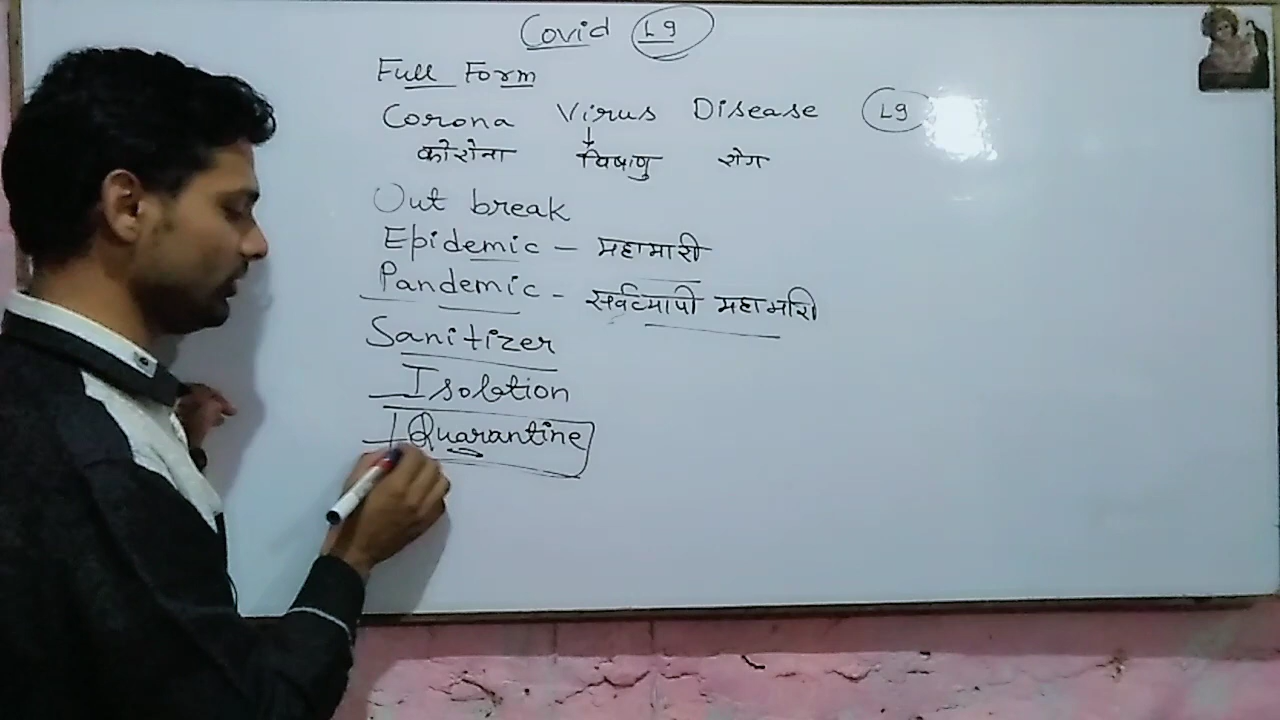 Covid 19
Full Form
Corona Virus Disease 19
कोरोना विषाणु रोग
Out break
Epidemic - महामारी
Pandemic - सर्वव्यापी महामारी
Sanitizer
Isolation
Quarantine